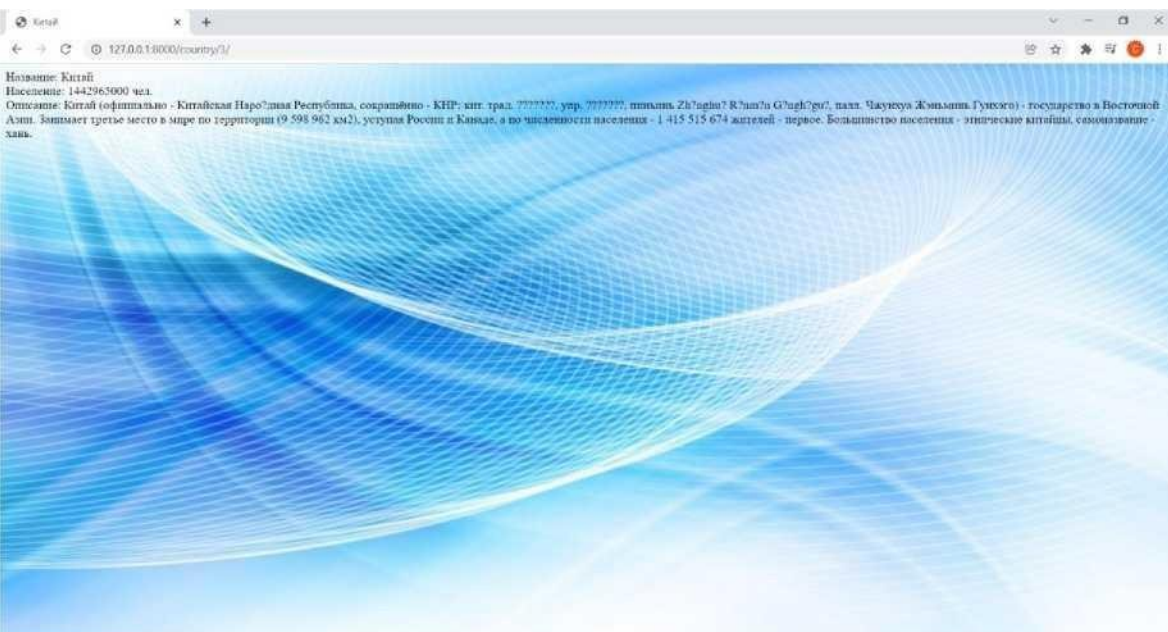 Китай
127.0.0.1:8000/country/3/
Название: Китай
Население: 1442965000 чел.
Описание: Китай (официально - Китайская Наро?дная Республика, сокращённо - КНР; кит. трад. ???????, упр. ???????, пиньинь Zh?nghu? R?nm?n G?ngh?gu?, палл. Чжунхуа Жэньминь Гунхэго) - государство в Восточной
Азии. Занимает третье место в мире по территории (9 598 962 км2), уступая России и Канаде, а по численности населения - 1 415 515 674 жителей - первое. Большинство населения - этнические китайцы, самоназвание -
хань.